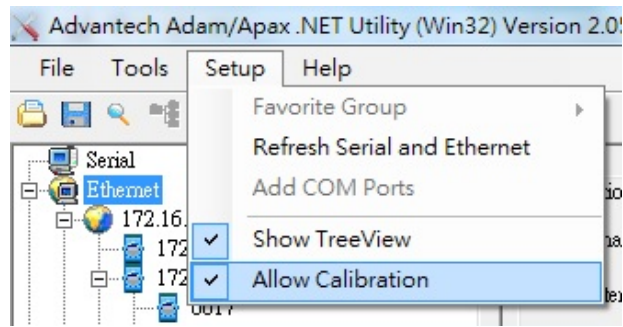 Advantech Adam/Apax .NET Utility (Win32) Version 2.05
File Tools Setup Help
Favorite Group
Refresh Serial and Ethernet
Add COM Ports
Show TreeView
Allow Calibration
Serial
Ethernet
172.16.
172
172
0017